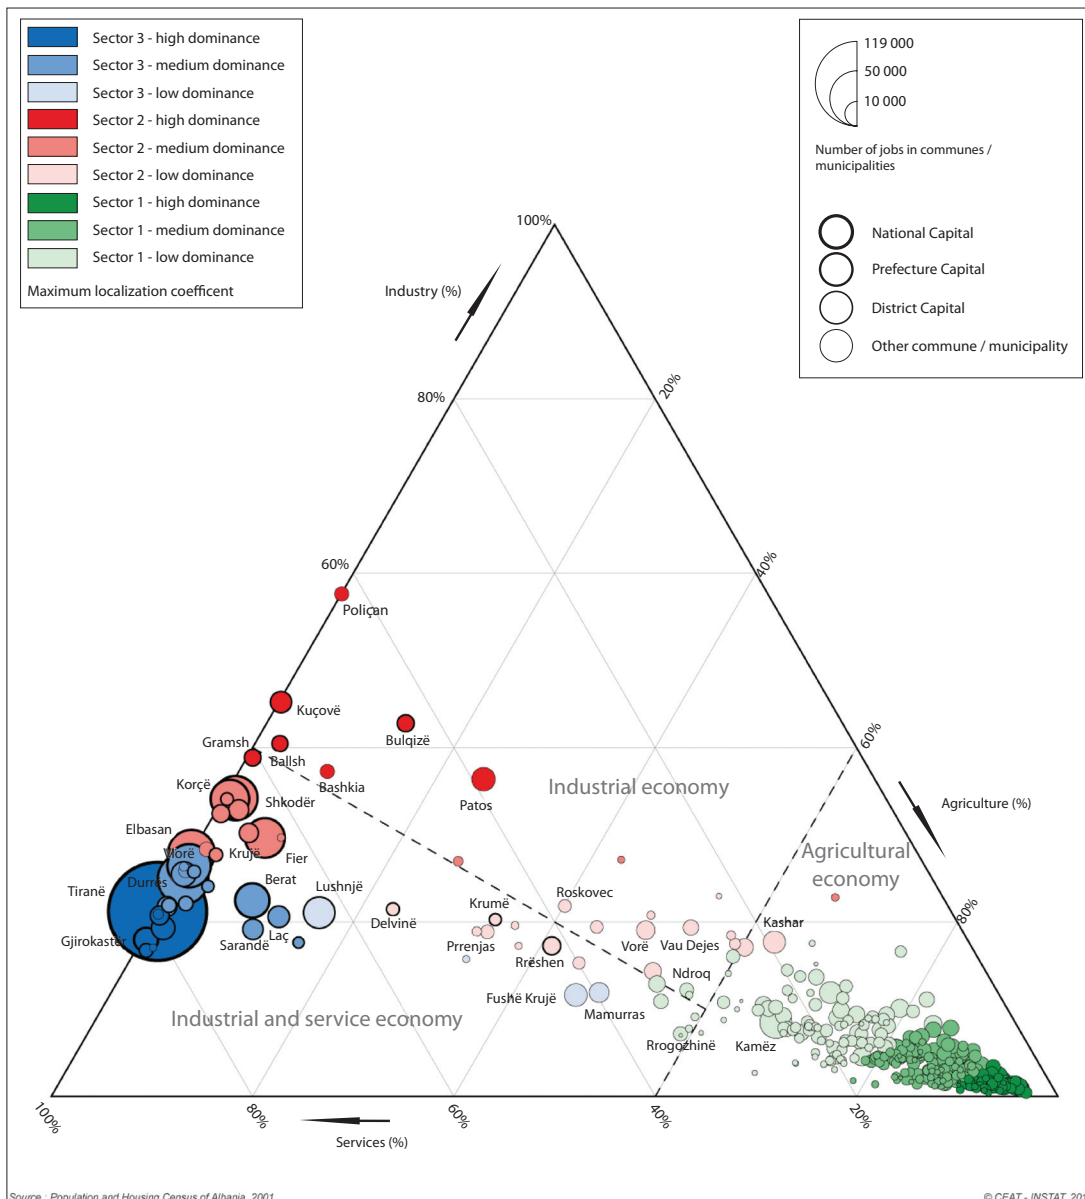 Sector 3 - high dominance
Sector 3 - medium dominance
Sector 3 - low dominance
Sector 2 - high dominance
Sector 2 - medium dominance
Sector 2 - low dominance
Sector 1 - high dominance
Sector 1 - medium dominance
Sector 1 - low dominance
Maximum localization coefficent
119 000
50 000
10 000
Number of jobs in communes /
municipalities
National Capital
Prefecture Capital
District Capital
Other commune / municipality
100%
Industry (%)
80%
20%
60%
40%
Poliçan
Kuçovë
Bulqizë
Gramsh
Ballsh
60%
Bashkia
Patos
Industrial economy
Agriculture (%)
Korçë
Shkodër
Elbasan
Vlorë
Krujë
Fier
Agricultural
economy
Durrës
Berat
Lushnjë
Tiranë
Delvinë
Krumë
Roskovec
Kashar
80%
Gjirokastër
Sarandë
Laç
Prrenjas
Rrëshen
Vorë
Vau Dejes
Ndroq
Fushë Krujë
Mamurras
Industrial and service economy
Rrogozhinë
Kamëz
100%
80%
60%
40%
20%
Services (%)
Source : Population and Housing Census of Albania, 2001
© CEAT - INSTAT, 201